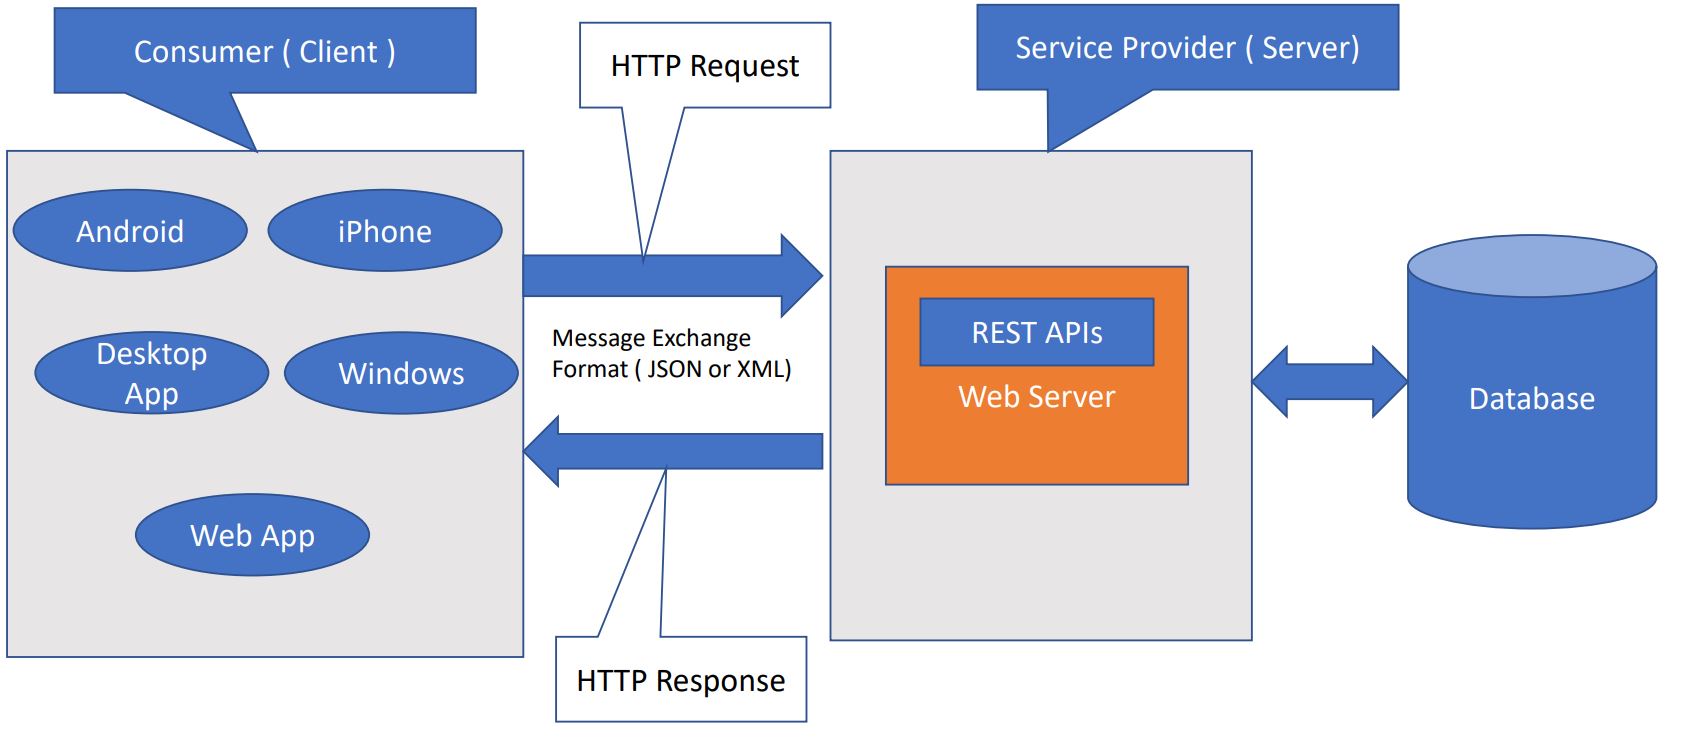 Consumer ( Client )
HTTP Request
Service Provider ( Server)
Android
iPhone
Desktop
App
Windows
Web App
Message Exchange
Format ( JSON or XML)
HTTP Response
REST APIs
Web Server
Database